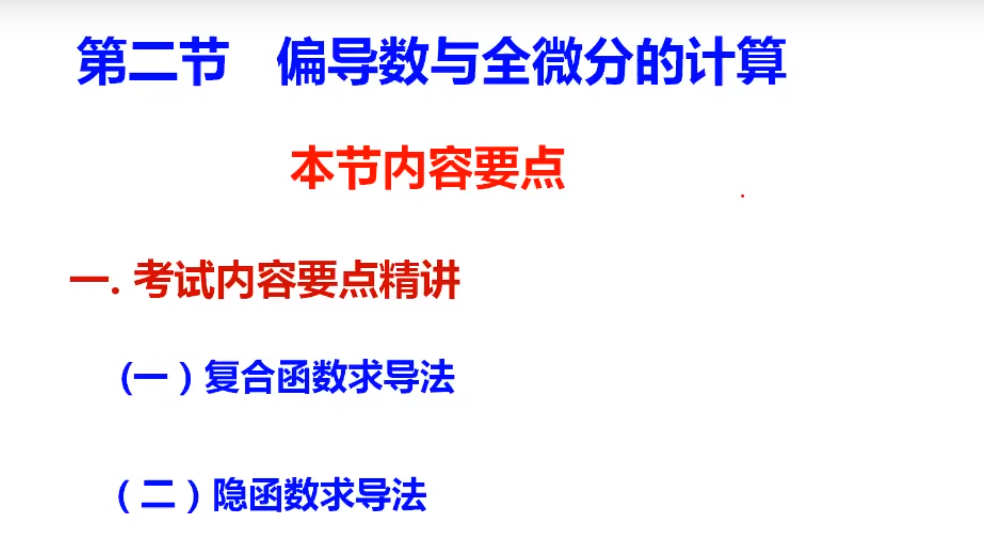 第二节 偏导数与全微分的计算
本节内容要点
一. 考试内容要点精讲
(一）复合函数求导法
（二）隐函数求导法